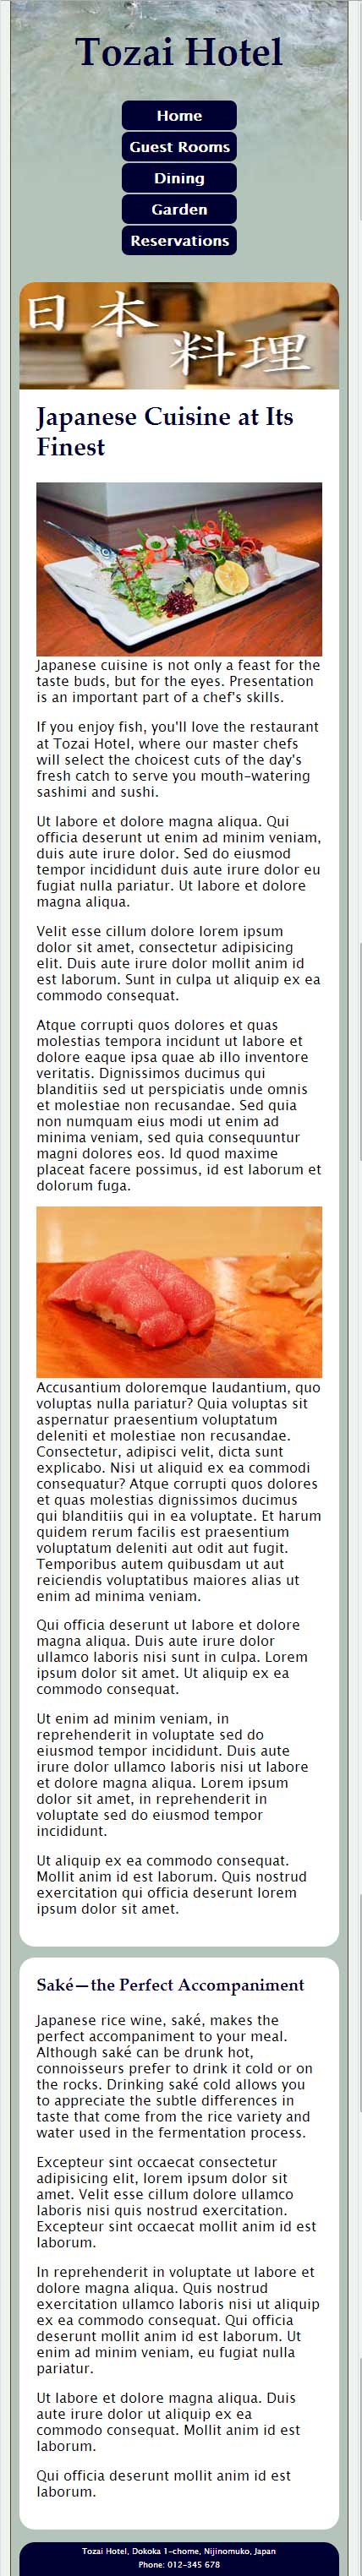 Tozai Hotel
Home
Guest Rooms
Dining
Garden
Reservations
日本
料理
Japanese Cuisine at Its
Finest
Japanese cuisine is not only a feast for the
taste buds, but for the eyes. Presentation
is an important part of a chef's skills.
If you enjoy fish, you'll love the restaurant
at Tozai Hotel, where our master chefs
will select the choicest cuts of the day's
fresh catch to serve you mouth-watering
sashimi and sushi.
Ut labore et dolore magna aliqua. Qui
officia deserunt ut enim ad minim veniam,
duis aute irure dolor. Sed do eiusmod
tempor incididunt duis aute irure dolor eu
fugiat nulla pariatur. Ut labore et dolore
magna aliqua.
Velit esse cillum dolore lorem ipsum
dolor sit amet, consectetur adipisicing
elit. Duis aute irure dolor mollit anim id
est laborum. Sunt in culpa ut aliquip ex ea
commodo consequat.
Atque corrupti quos dolores et quas
molestias tempora incidunt ut labore et
dolore eaque ipsa quae ab illo inventore
veritatis. Dignissimos ducimus qui
blanditiis sed ut perspiciatis unde omnis
et molestiae non recusandae. Sed quia
non numquam eius modi ut enim ad
minima veniam, sed quia consequuntur
magni dolores eos. Id quod maxime
placeat facere possimus, id est laborum et
dolorum fuga.
Accusantium doloremque laudantium, quo
voluptas nulla pariatur? Quia voluptas sit
aspernatur praesentium voluptatum
deleniti et molestiae non recusandae.
Consectetur, adipisci velit, dicta sunt
explicabo. Nisi ut aliquid ex ea commodi
consequatur? Atque corrupti quos dolores
et quas molestias dignissimos ducimus
qui blanditiis qui in ea voluptate. Et harum
quidem rerum facilis est praesentium
voluptatum deleniti aut odit aut fugit.
Temporibus autem quibusdam ut aut
reiciendis voluptatibus maiores alias ut
enim ad minima veniam.
Qui officia deserunt ut labore et dolore
magna aliqua. Duis aute irure dolor
ullamco laboris nisi sunt in culpa. Lorem
ipsum dolor sit amet. Ut aliquip ex ea
commodo consequat.
Ut enim ad minim veniam, in
reprehenderit in voluptate sed do
eiusmod tempor incididunt. Duis aute
irure dolor ullamco laboris nisi ut labore
et dolore magna aliqua. Lorem ipsum
dolor sit amet, in reprehenderit in
voluptate sed do eiusmod tempor
incididunt.
Ut aliquip ex ea commodo consequat.
Mollit anim id est laborum. Quis nostrud
exercitation qui officia deserunt lorem
ipsum dolor sit amet.
Saké—the Perfect Accompaniment
Japanese rice wine, saké, makes the
perfect accompaniment to your meal.
Although saké can be drunk hot,
connoisseurs prefer to drink it cold or on
the rocks. Drinking saké cold allows you
to appreciate the subtle differences in
taste that come from the rice variety and
water used in the fermentation process.
Excepteur sint occaecat consectetur
adipisicing elit, lorem ipsum dolor sit
amet. Velit esse cillum dolore ullamco
laboris nisi quis nostrud exercitation.
Excepteur sint occaecat mollit anim id est
laborum.
In reprehenderit in voluptate ut labore et
dolore magna aliqua. Quis nostrud
exercitation ullamco laboris nisi ut aliquip
ex ea commodo consequat. Qui officia
deserunt mollit anim id est laborum. Ut
enim ad minim veniam, eu fugiat nulla
pariatur.
Ut labore et dolore magna aliqua. Duis
aute irure dolor ut aliquip ex ea
commodo consequat. Mollit anim id est
laborum.
Qui officia deserunt mollit anim id est
laborum.
Tozai Hotel, Dokoka 1-chome, Nijinomuko, Japan
Phone: 012-345 678